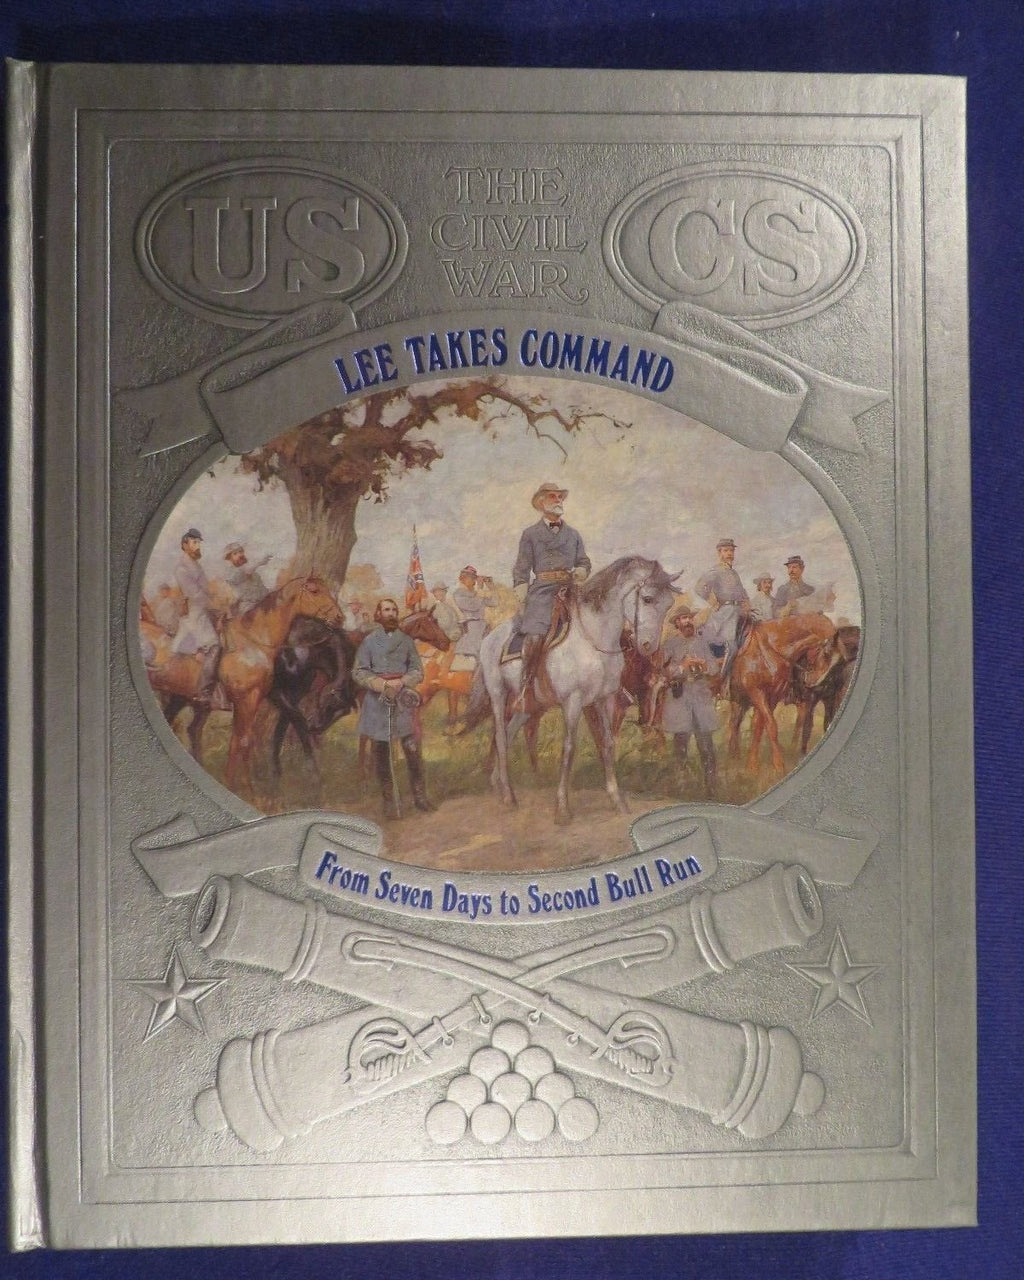 US
THE
CIVIL
WAR
CS
LEE TAKES COMMAND
From Seven Days to Second Bull Run